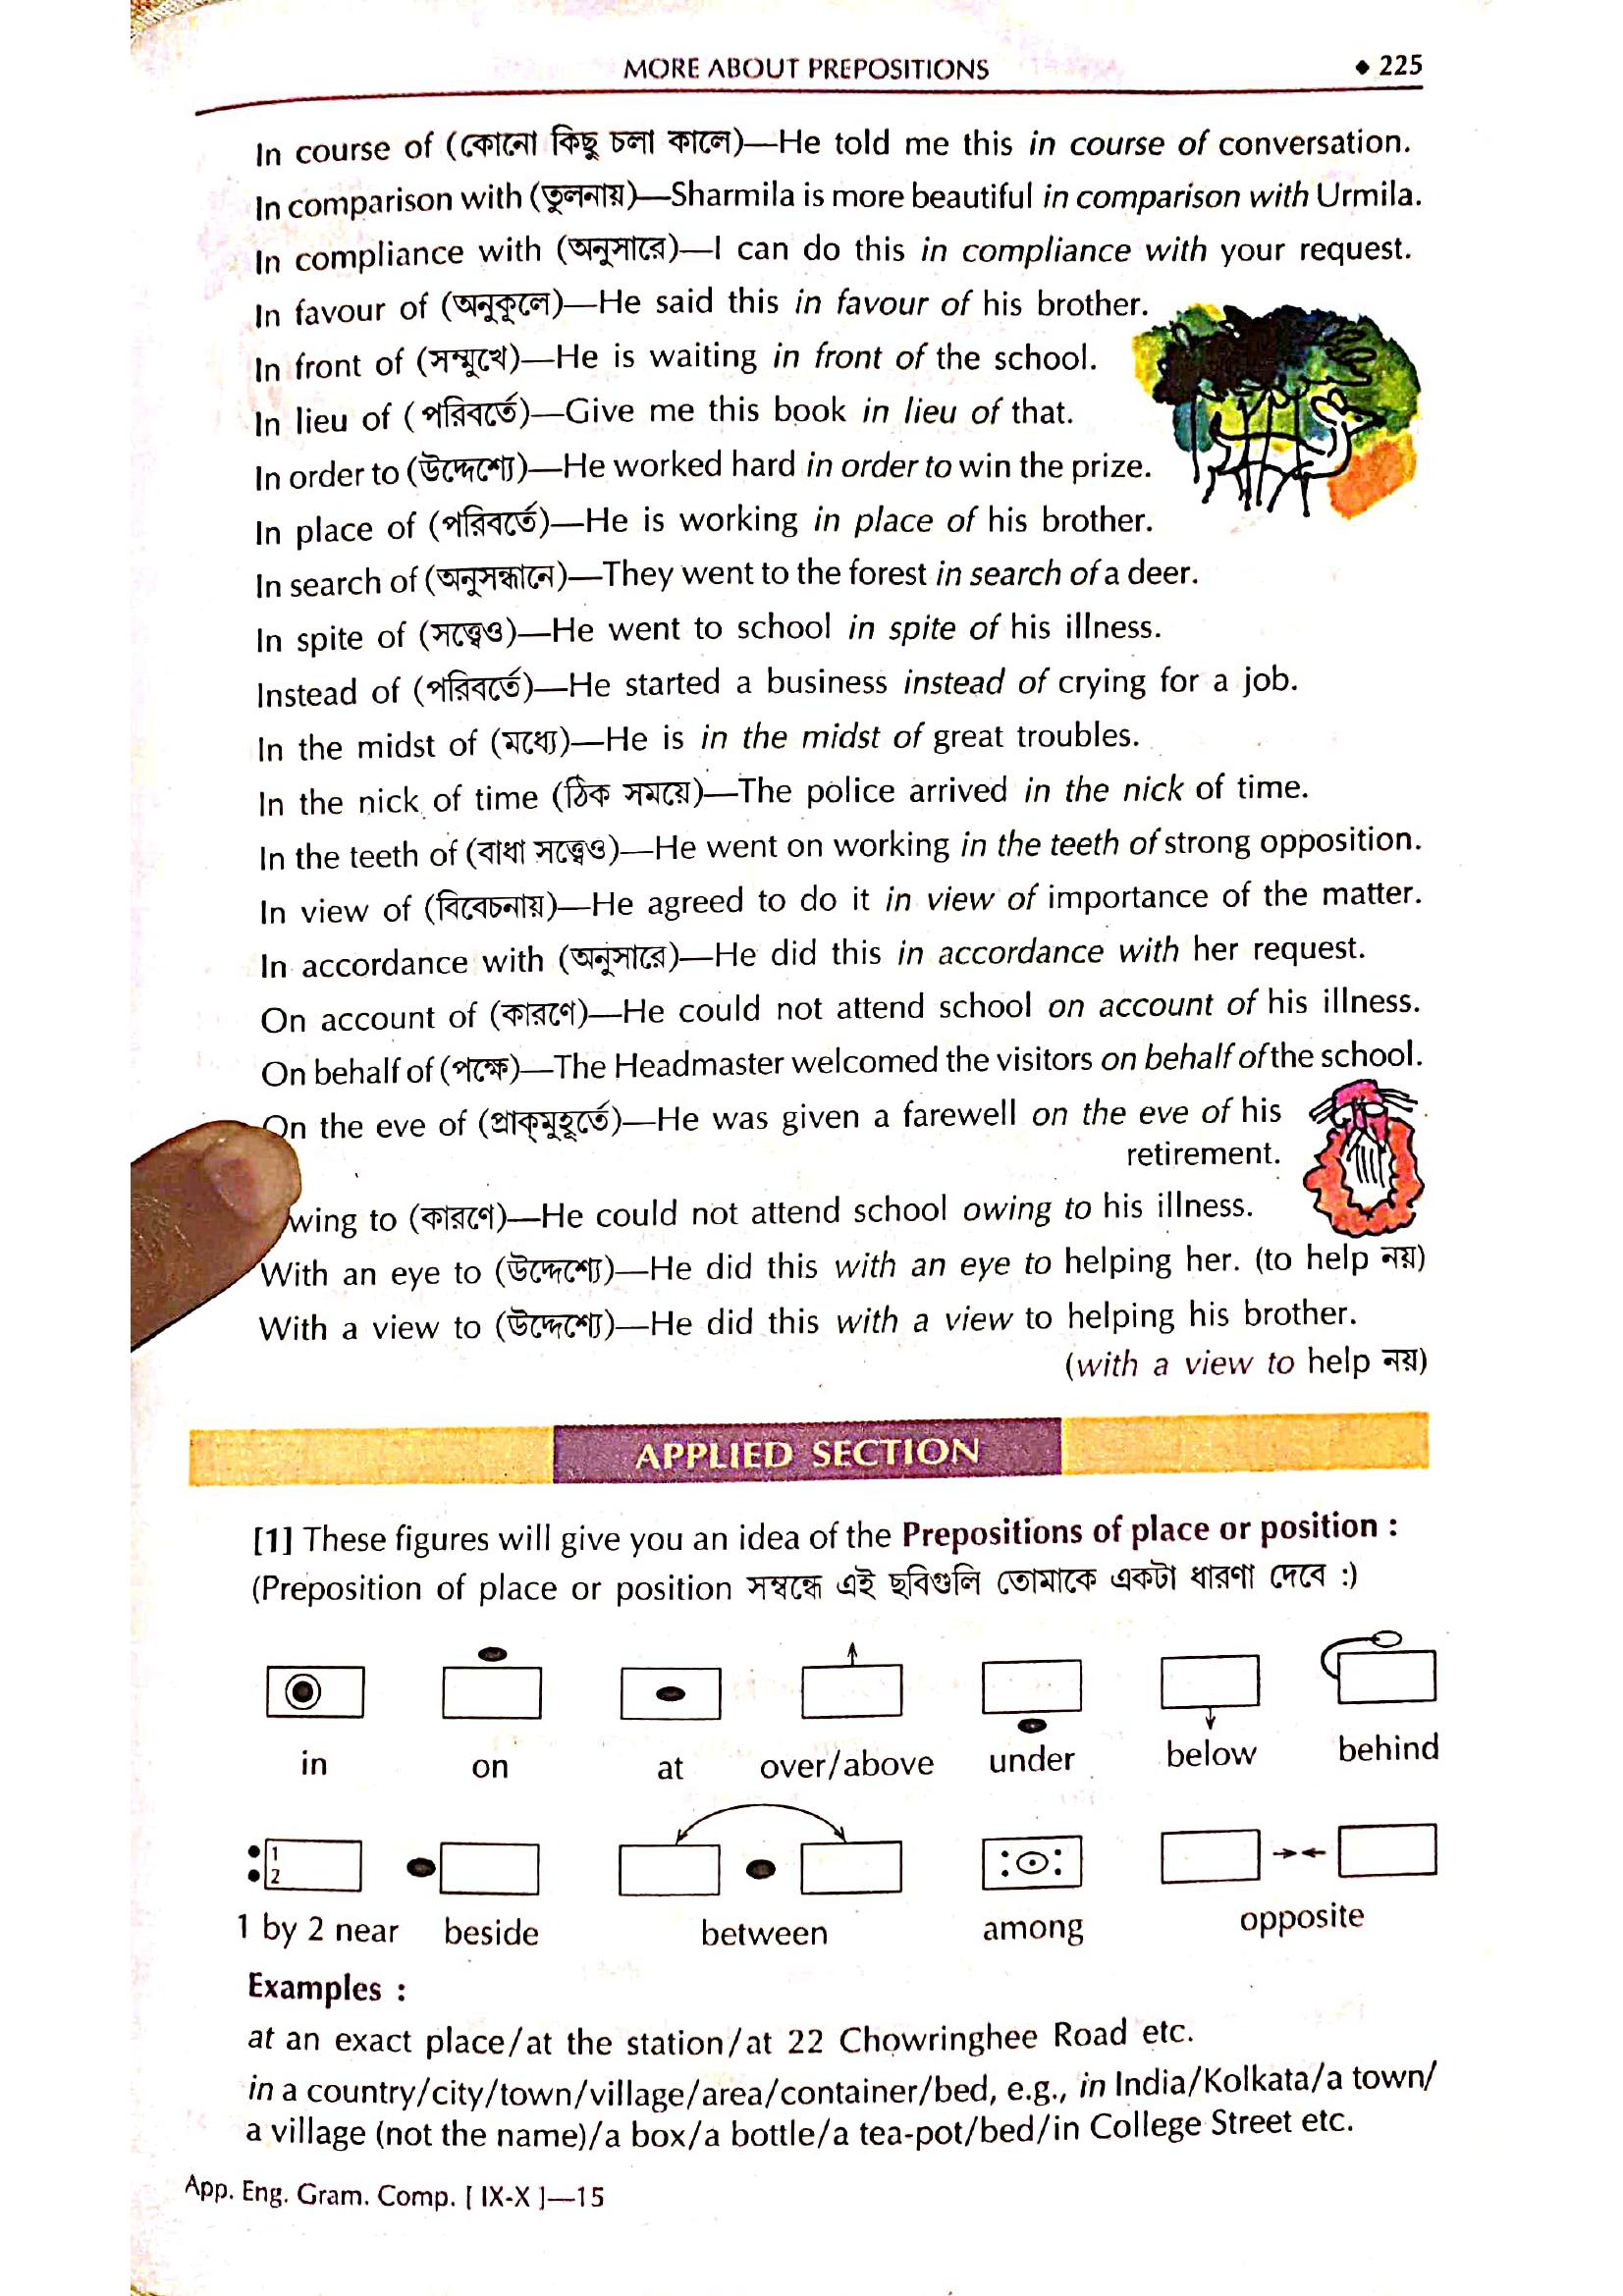 MORE ABOUT PREPOSITIONS ♦ 225
In course of (কোনো কিছু চলা কালে)—He told me this in course of conversation.
In comparison with (তুলনায়)—Sharmila is more beautiful in comparison with Urmila.
In compliance with (অনুসারে)—I can do this in compliance with your request.
In favour of (অনুকূলে)—He said this in favour of his brother.
In front of (সম্মুখে)—He is waiting in front of the school.
In lieu of ( পরিবর্তে)—Give me this book in lieu of that.
In order to (উদ্দেশ্যে)—He worked hard in order to win the prize.
In place of (পরিবর্তে)—He is working in place of his brother.
In search of (অনুসন্ধানে)—They went to the forest in search of a deer.
In spite of (সত্ত্বেও)—He went to school in spite of his illness.
Instead of (পরিবর্তে)—He started a business instead of crying for a job.
In the midst of (মধ্যে)—He is in the midst of great troubles.
In the nick of time (ঠিক সময়ে)—The police arrived in the nick of time.
In the teeth of (বাধা সত্ত্বেও)—He went on working in the teeth of strong opposition.
In view of (বিবেচনায়)—He agreed to do it in view of importance of the matter.
In accordance with (অনুসারে)—He did this in accordance with her request.
On account of (কারণে)—He could not attend school on account of his illness.
On behalf of (পক্ষে)—The Headmaster welcomed the visitors on behalf of the school.
On the eve of (প্রাক্‌মুহূর্তে)—He was given a farewell on the eve of his
retirement.
wing to (কারণে)—He could not attend school owing to his illness.
With an eye to (উদ্দেশ্যে)—He did this with an eye to helping her. (to help নয়)
With a view to (উদ্দেশ্যে)—He did this with a view to helping his brother.
(with a view to help নয়)
APPLIED SECTION
[1] These figures will give you an idea of the Prepositions of place or position :
(Preposition of place or position সম্বন্ধে এই ছবিগুলি তোমাকে একটা ধারণা দেবে :)
in on at over/above under below behind
1
2
1 by 2 near beside between among opposite
Examples :
at an exact place/at the station/at 22 Chowringhee Road etc.
in a country/city/town/village/area/container/bed, e.g., in India/Kolkata/a town/
a village (not the name)/a box/a bottle/a tea-pot/bed/in College Street etc.
App. Eng. Gram. Comp. [ IX-X ]—15